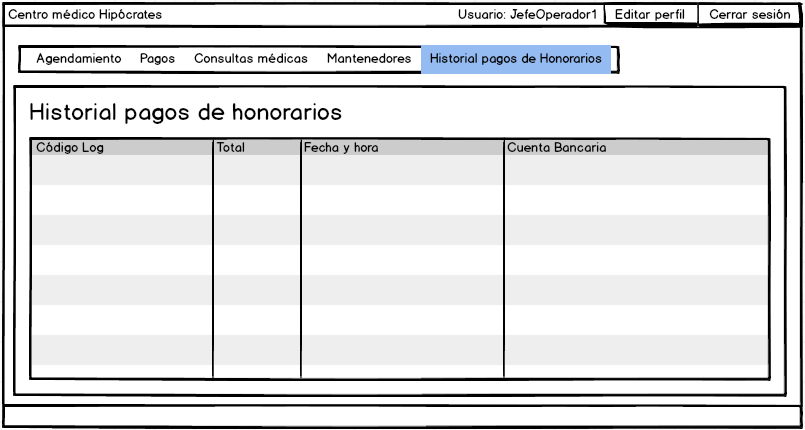 Centro médico Hipócrates Usuario: JefeOperador1 Editar perfil Cerrar sesión
Agendamiento Pagos Consultas médicas Mantenedores Historial pagos de Honorarios
Historial pagos de honorarios
Código Log Total Fecha y hora Cuenta Bancaria